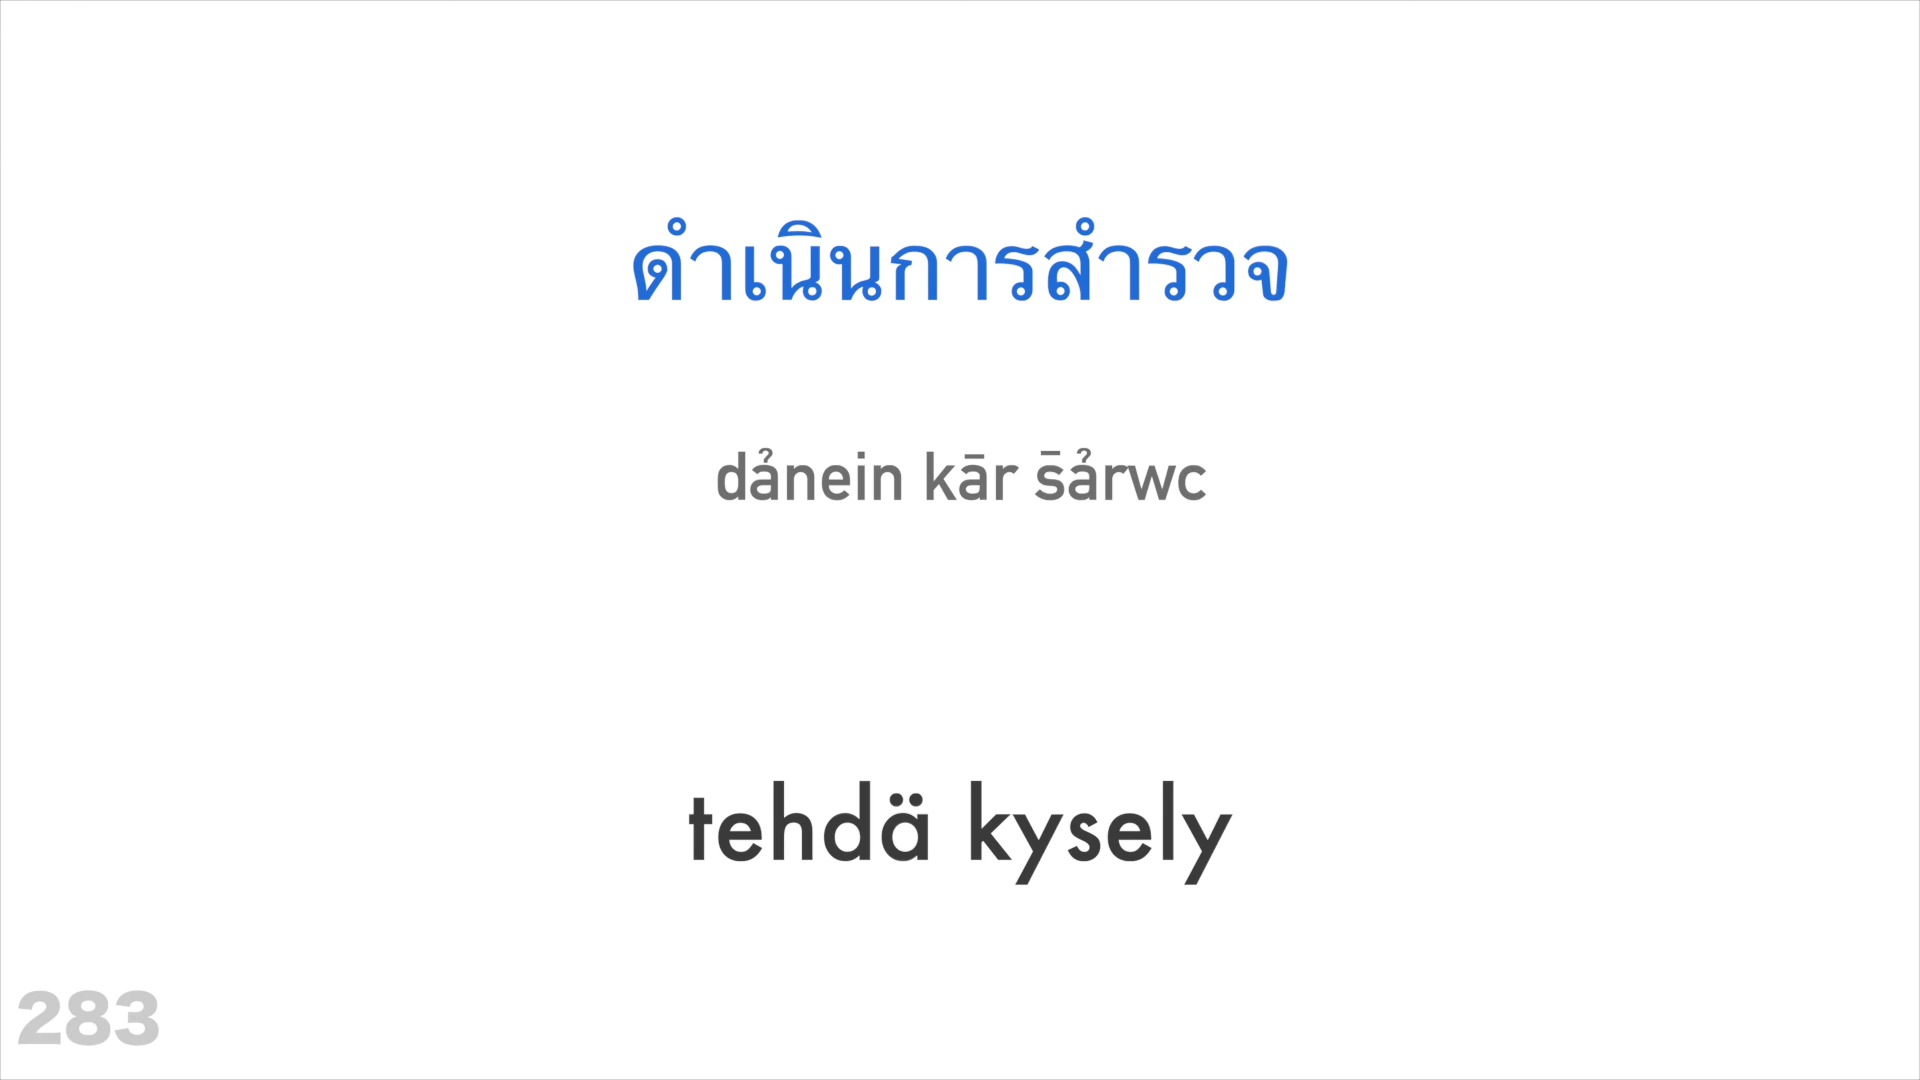 ดำเนินการสำรวจ
dảnein kār s̄ảrwc
tehdä kysely
283